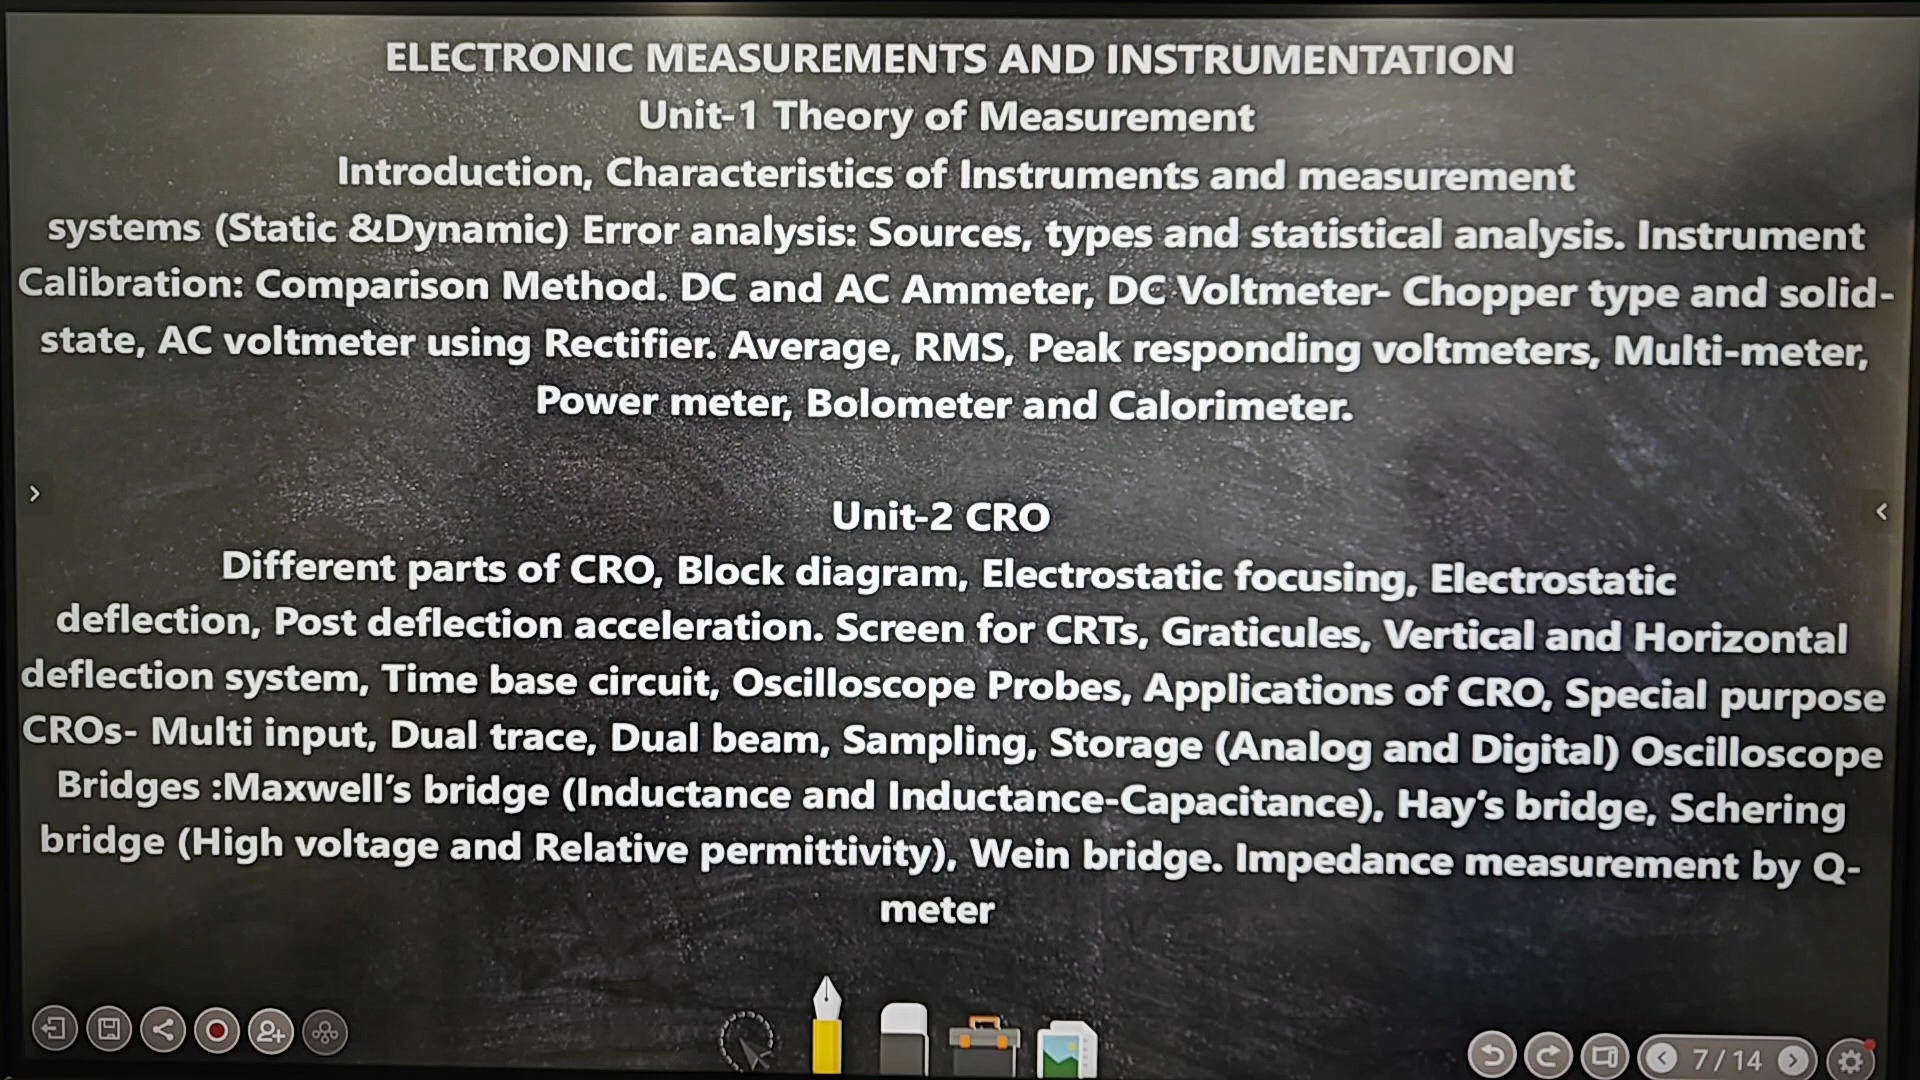 ELECTRONIC MEASUREMENTS AND INSTRUMENTATION
Unit-1 Theory of Measurement
Introduction, Characteristics of Instruments and measurement
systems (Static &Dynamic) Error analysis: Sources, types and statistical analysis. Instrument
Calibration: Comparison Method. DC and AC Ammeter, DC Voltmeter- Chopper type and solid-
state, AC voltmeter using Rectifier. Average, RMS, Peak responding voltmeters, Multi-meter,
Power meter, Bolometer and Calorimeter.
Unit-2 CRO
Different parts of CRO, Block diagram, Electrostatic focusing, Electrostatic
deflection, Post deflection acceleration. Screen for CRTs, Graticules, Vertical and Horizontal
deflection system, Time base circuit, Oscilloscope Probes, Applications of CRO, Special purpose
CROs- Multi input, Dual trace, Dual beam, Sampling, Storage (Analog and Digital) Oscilloscope
Bridges :Maxwell’s bridge (Inductance and Inductance-Capacitance), Hay’s bridge, Schering
bridge (High voltage and Relative permittivity), Wein bridge. Impedance measurement by Q-
meter
7/14